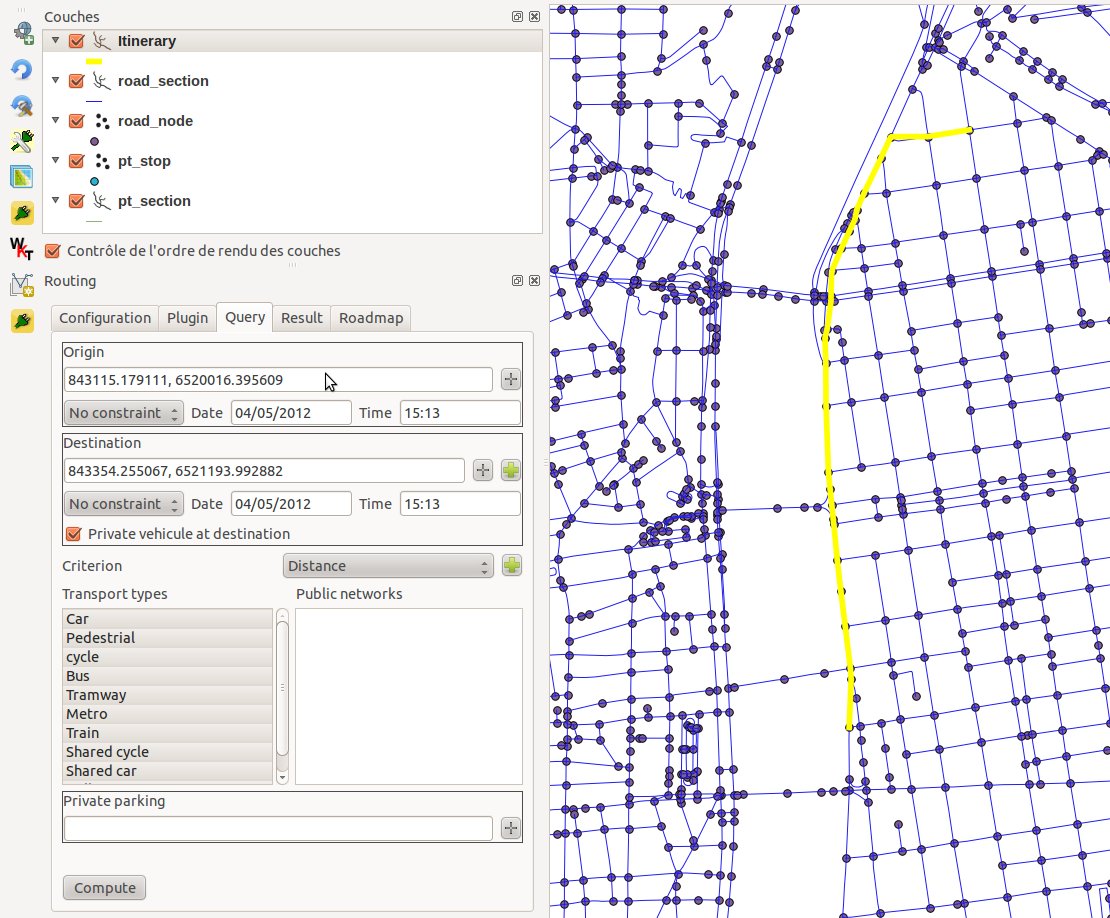 Couches
Itinerary
road_section
road_node
pt_stop
pt_section
WKT
Contrôle de l'ordre de rendu des couches
Routing
Configuration Plugin Query Result Roadmap
Origin
843115.179111, 6520016.395609
No constraint Date 04/05/2012 Time 15:13
Destination
843354.255067, 6521193.992882
No constraint Date 04/05/2012 Time 15:13
Private vehicule at destination
Criterion Distance
Transport types Public networks
Car
Pedestrial
cycle
Bus
Tramway
Metro
Train
Shared cycle
Shared car
Private parking
Compute